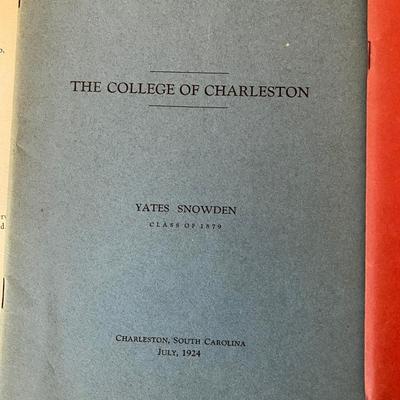 THE COLLEGE OF CHARLESTON
YATES SNOWDEN
CLASS OF 1879
CHARLESTON, SOUTH CAROLINA
JULY, 1924